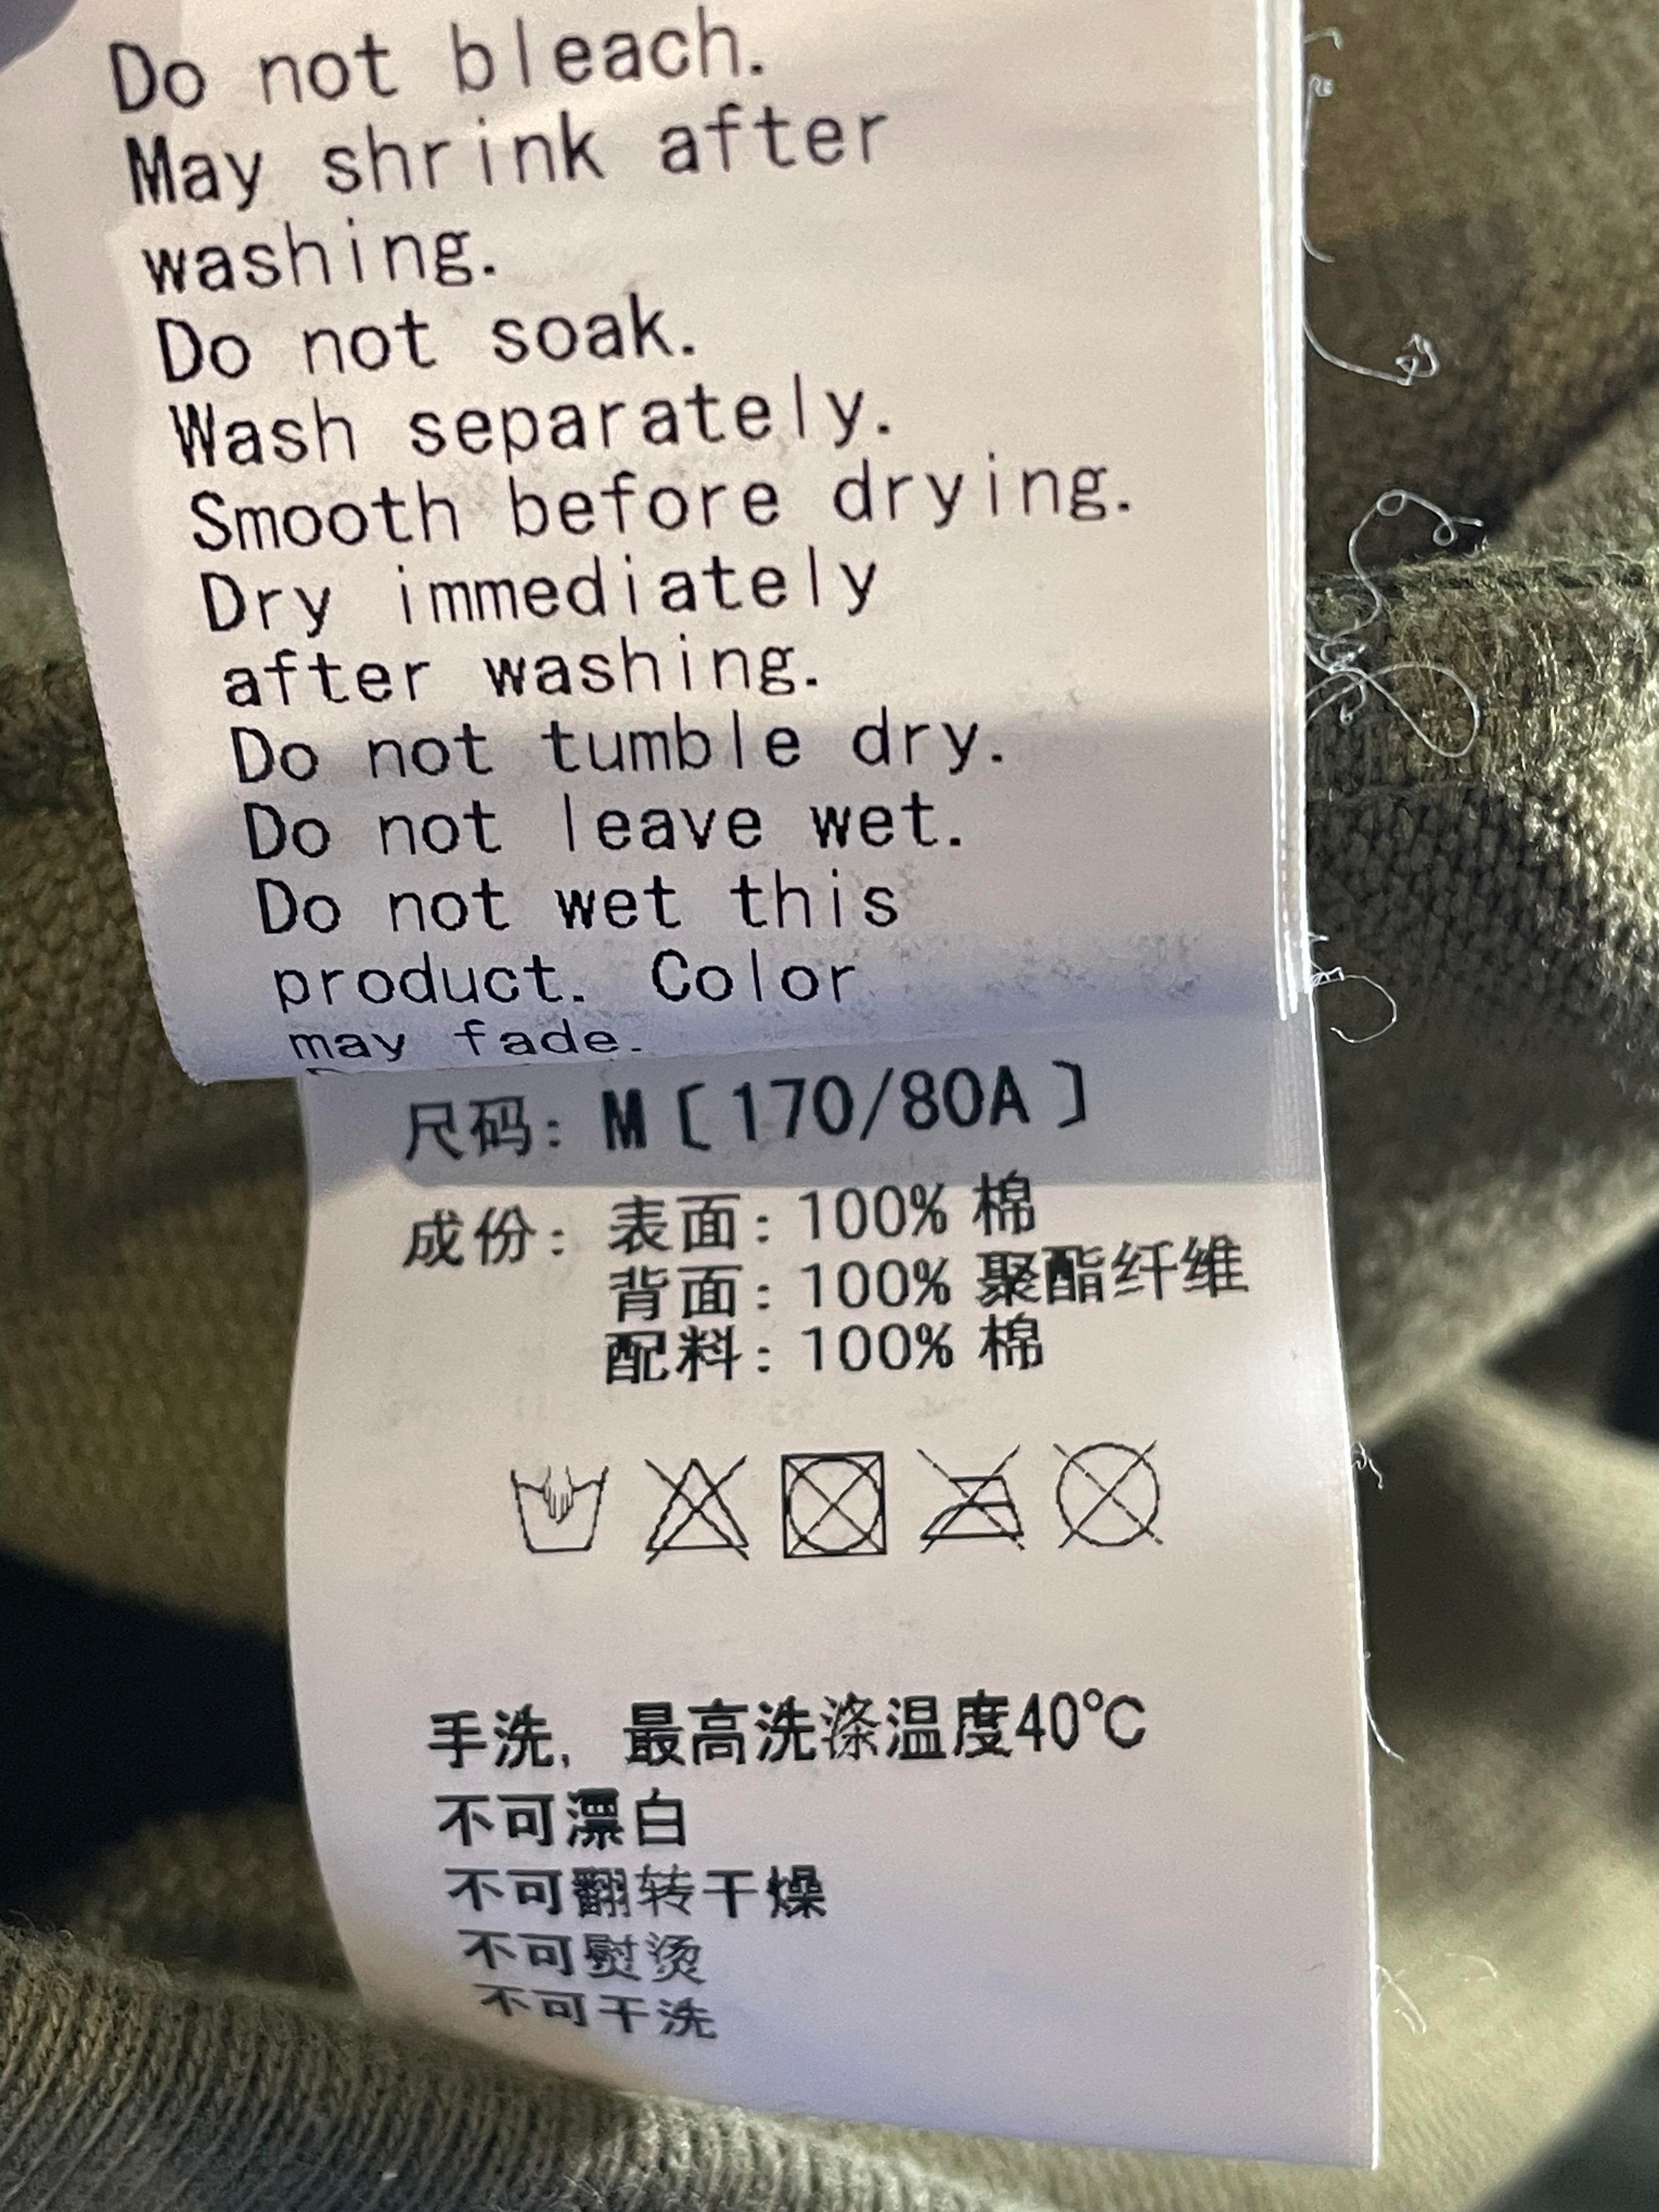 Do not bleach.
May shrink after
washing.
Do not soak.
Wash separately.
Smooth before drying.
Dry immediately
after washing.
Do not tumble dry.
Do not leave wet.
Do not wet this
product. Color
may fade.
尺码: M〔170/80A〕
成份: 表面: 100% 棉
背面: 100% 聚酯纤维
配料: 100% 棉
手洗, 最高洗涤温度40℃
不可漂白
不可翻转干燥
不可熨烫
不可干洗